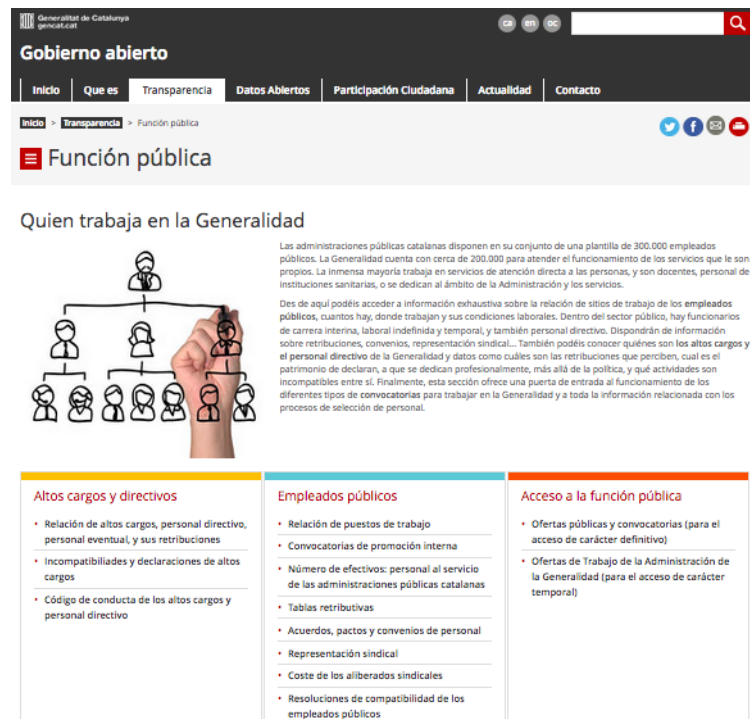 Generalitat de Catalunya
gencat.cat
ca en oc
Gobierno abierto
Inicio Que es Transparencia Datos Abiertos Participación Ciudadana Actualidad Contacto
Inicio > Transparencia > Función pública
Función pública
Quien trabaja en la Generalidad
Las administraciones públicas catalanas disponen en su conjunto de una plantilla de 300.000 empleados
públicos. La Generalidad cuenta con cerca de 200.000 para atender el funcionamiento de los servicios que le son
propios. La inmensa mayoría trabaja en servicios de atención directa a las personas, y son docentes, personal de
instituciones sanitarias, o se dedican al ámbito de la Administración y los servicios.
Des de aquí podéis acceder a información exhaustiva sobre la relación de sitios de trabajo de los empleados
públicos, cuantos hay, donde trabajan y sus condiciones laborales. Dentro del sector público, hay funcionarios
de carrera interina, laboral indefinida y temporal, y también personal directivo. Dispondrán de información
sobre retribuciones, convenios, representación sindical... También podéis conocer quiénes son los altos cargos y
el personal directivo de la Generalidad y datos como cuáles son las retribuciones que perciben, cual es el
patrimonio de declaran, a que se dedican profesionalmente, más allá de la política, y qué actividades son
incompatibles entre sí. Finalmente, esta sección ofrece una puerta de entrada al funcionamiento de los
diferentes tipos de convocatorias para trabajar en la Generalidad y a toda la información relacionada con los
procesos de selección de personal.
Altos cargos y directivos
• Relación de altos cargos, personal directivo,
personal eventual, y sus retribuciones
• Incompatibiliades y declaraciones de altos
cargos
• Código de conducta de los altos cargos y
personal directivo
Empleados públicos
• Relación de puestos de trabajo
• Convocatorias de promoción interna
• Número de efectivos: personal al servicio
de las administraciones públicas catalanas
• Tablas retributivas
• Acuerdos, pactos y convenios de personal
• Representación sindical
• Coste de los aliberados sindicales
• Resoluciones de compatibilidad de los
empleados públicos
Acceso a la función pública
• Ofertas públicas y convocatorias (para el
acceso de carácter definitivo)
• Ofertas de Trabajo de la Administración de
la Generalidad (para el acceso de carácter
temporal)